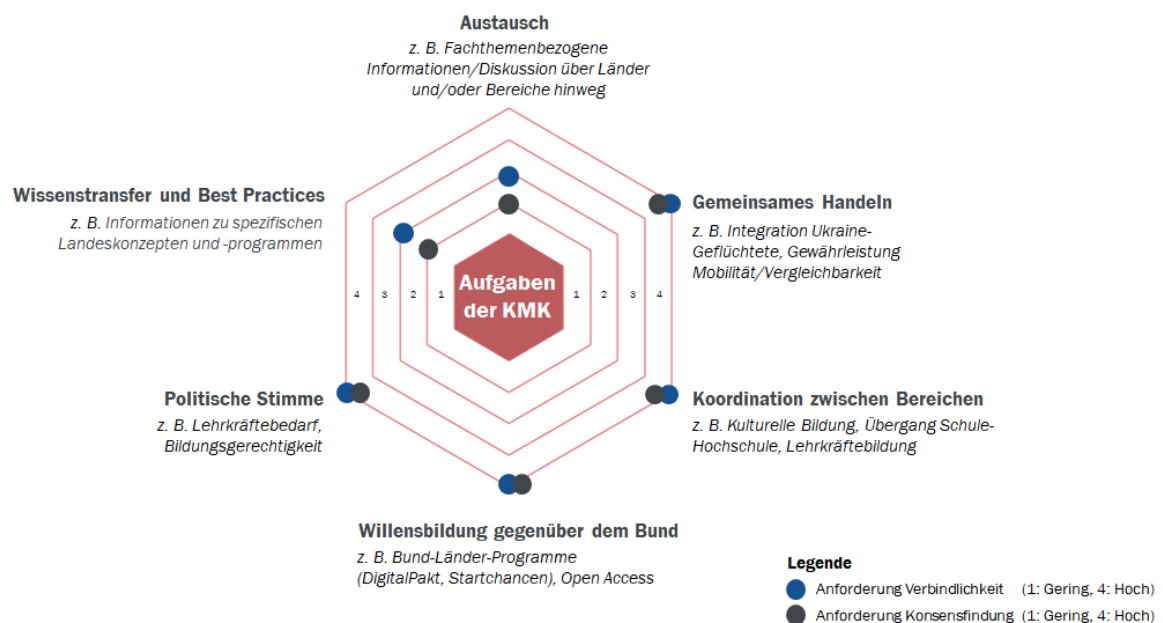 Austausch
z. B. Fachthemenbezogene
Informationen/Diskussion über Länder
und/oder Bereiche hinweg
Wissenstransfer und Best Practices
z. B. Informationen zu spezifischen
Landeskonzepten und -programmen
Gemeinsames Handeln
z. B. Integration Ukraine-
Geflüchtete, Gewährleistung
Mobilität/Vergleichbarkeit
Aufgaben
der KMK
4 3 2 1 1 2 3 4
Politische Stimme
z. B. Lehrkräftebedarf,
Bildungsgerechtigkeit
Koordination zwischen Bereichen
z. B. Kulturelle Bildung, Übergang Schule-
Hochschule, Lehrkräftebildung
Willensbildung gegenüber dem Bund
z. B. Bund-Länder-Programme
(DigitalPakt, Startchancen), Open Access
Legende
Anforderung Verbindlichkeit (1: Gering, 4: Hoch)
Anforderung Konsensfindung (1: Gering, 4: Hoch)